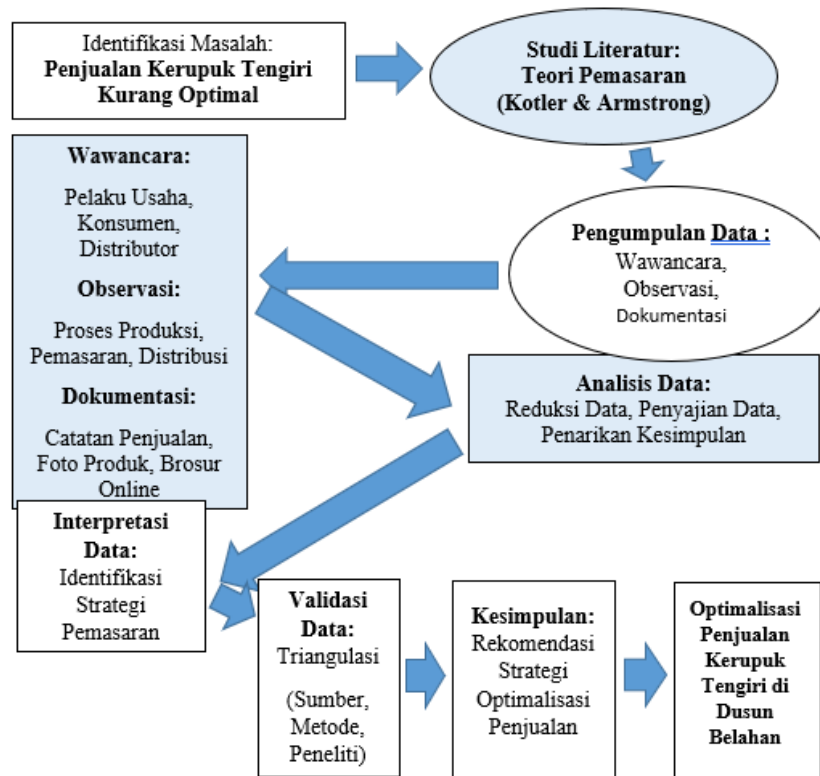 Identifikasi Masalah:
Penjualan Kerupuk Tengiri
Kurang Optimal
Studi Literatur:
Teori Pemasaran
(Kotler & Armstrong)
Pengumpulan Data :
Wawancara,
Observasi,
Dokumentasi
Wawancara:
Pelaku Usaha,
Konsumen,
Distributor
Observasi:
Proses Produksi,
Pemasaran, Distribusi
Dokumentasi:
Catatan Penjualan,
Foto Produk, Brosur
Online
Analisis Data:
Reduksi Data, Penyajian Data,
Penarikan Kesimpulan
Interpretasi
Data:
Identifikasi
Strategi
Pemasaran
Validasi
Data:
Triangulasi
(Sumber,
Metode,
Peneliti)
Kesimpulan:
Rekomendasi
Strategi
Optimalisasi
Penjualan
Optimalisasi
Penjualan
Kerupuk
Tengiri di
Dusun
Belahan